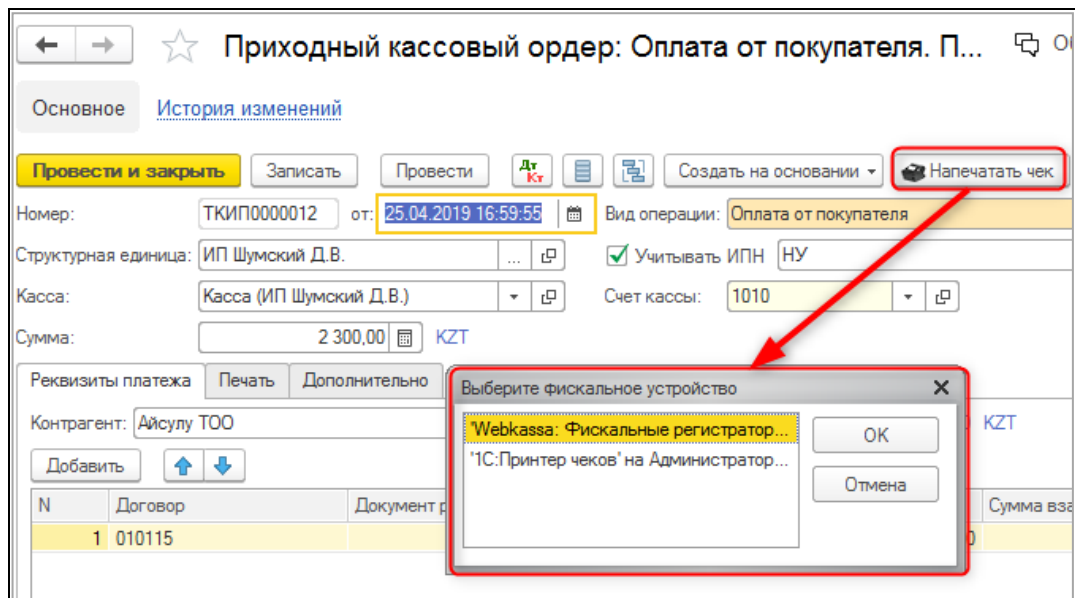 Приходный кассовый ордер: Оплата от покупателя. П...
Основное История изменений
Провести и закрыть Записать Провести Дт Кт Создать на основании Напечатать чек
Номер: ТКИП0000012 от: 25.04.2019 16:59:55 Вид операции: Оплата от покупателя
Структурная единица: ИП Шумский Д.В. ... Учитывать ИПН НУ
Касса: Касса (ИП Шумский Д.В.) Счет кассы: 1010
Сумма: 2 300,00 KZT
Реквизиты платежа Печать Дополнительно
Выберите фискальное устройство
Контрагент: Айсулу ТОО KZT
"Webkassa: Фискальные регистратор... ОК
Добавить
"1С:Принтер чеков' на Администратор... Отмена
N Договор Документ Сумма
1 010115